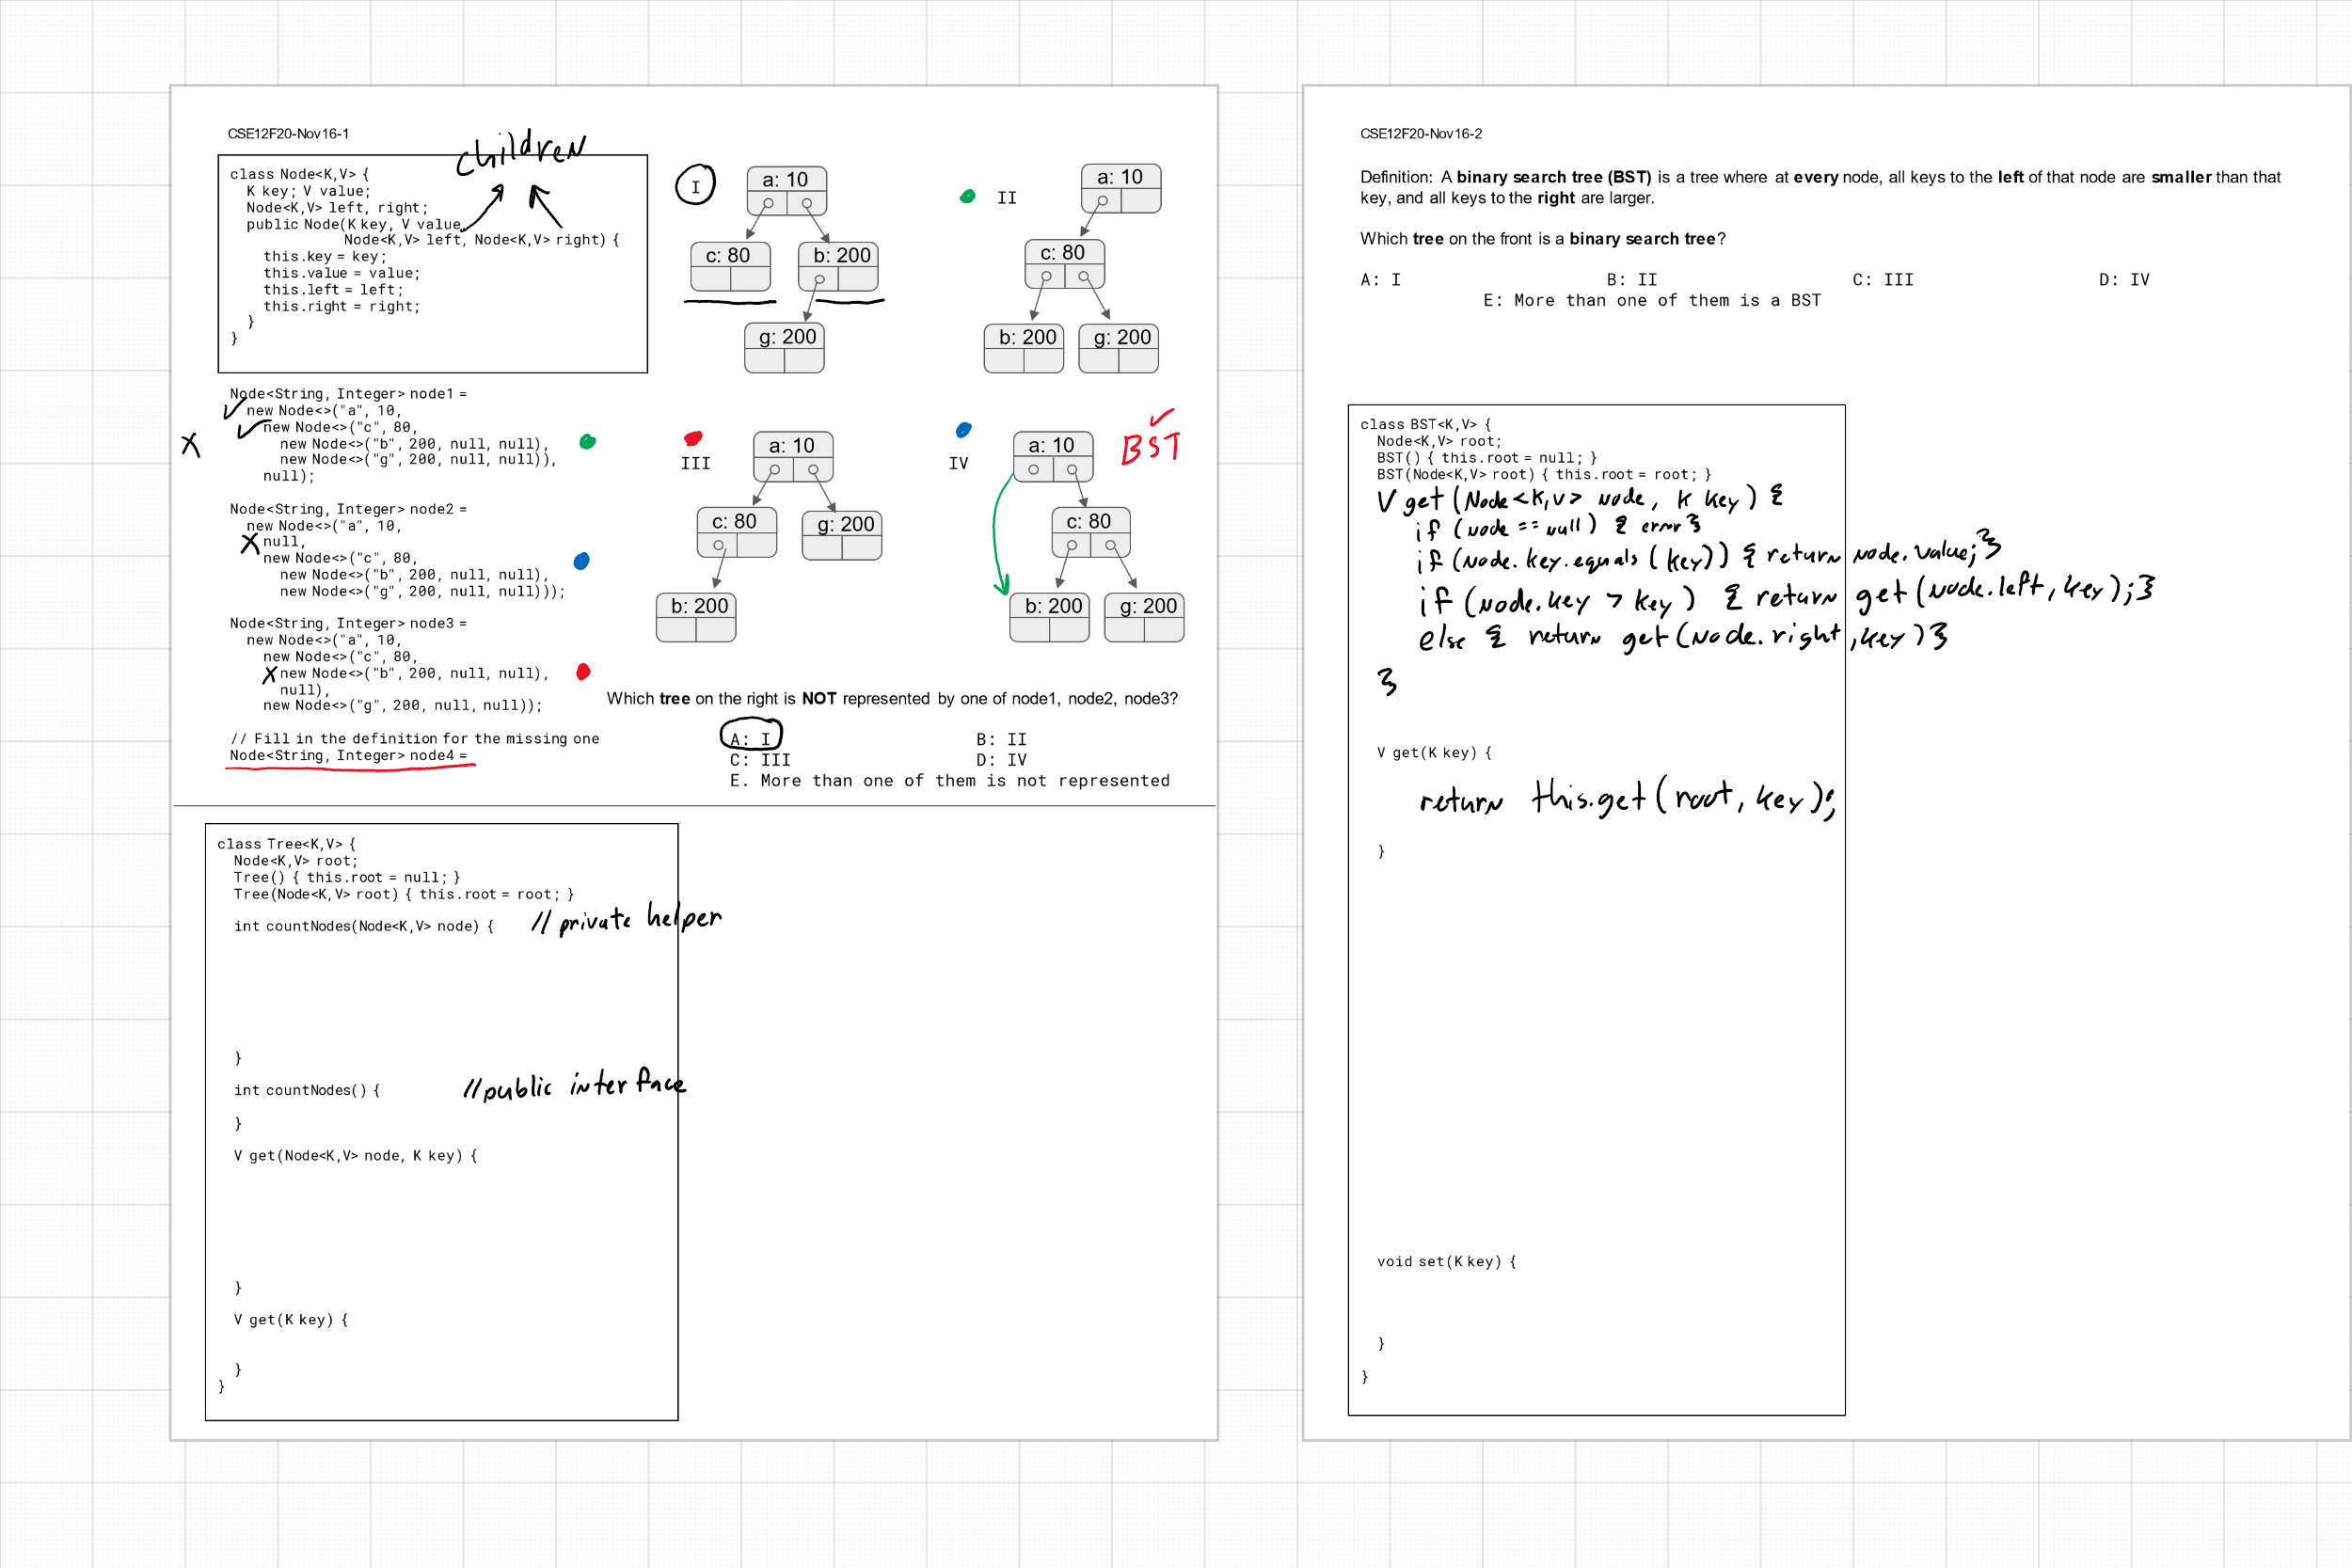 CSE12F20-Nov16-1
children
class Node<K,V> {
K key; V value;
Node<K,V> left, right;
public Node(K key, V value,
Node<K,V> left, Node<K,V> right) {
this.key = key;
this.value = value;
this.left = left;
this.right = right;
}
}
I
a: 10
c: 80
b: 200
g: 200
II
a: 10
c: 80
b: 200
g: 200
Node<String, Integer> node1 =
new Node<>("a", 10,
new Node<>("c", 80,
X
new Node<>("b", 200, null, null),
new Node<>("g", 200, null, null)),
null);
Node<String, Integer> node2 =
new Node<>("a", 10,
X null,
new Node<>("c", 80,
new Node<>("b", 200, null, null),
new Node<>("g", 200, null, null)));
Node<String, Integer> node3 =
new Node<>("a", 10,
new Node<>("c", 80,
X new Node<>("b", 200, null, null),
null),
new Node<>("g", 200, null, null));
// Fill in the definition for the missing one
Node<String, Integer> node4 =
III
a: 10
c: 80
g: 200
b: 200
IV
a: 10
BST
c: 80
b: 200
g: 200
Which tree on the right is NOT represented by one of node1, node2, node3?
A: I
B: II
C: III
D: IV
E. More than one of them is not represented
class Tree<K,V> {
Node<K,V> root;
Tree() { this.root = null; }
Tree(Node<K,V> root) { this.root = root; }
int countNodes(Node<K,V> node) { // private helper
}
int countNodes() { // public interface
}
V get(Node<K,V> node, K key) {
}
V get(K key) {
}
}
CSE12F20-Nov16-2
Definition: A binary search tree (BST) is a tree where at every node, all keys to the left of that node are smaller than that
key, and all keys to the right are larger.
Which tree on the front is a binary search tree?
A: I B: II C: III D: IV
E: More than one of them is a BST
class BST<K,V> {
Node<K,V> root;
BST() { this.root = null; }
BST(Node<K,V> root) { this.root = root; }
V get (Node<K,V> node, K key) {
if (node == null) { error }
if (node.key.equals(key)) { return node.value; }
if (node.key > key) { return get(node.left, key); }
else { return get(node.right, key) }
}
V get(K key) {
return this.get(root, key);
}
void set(K key) {
}
}